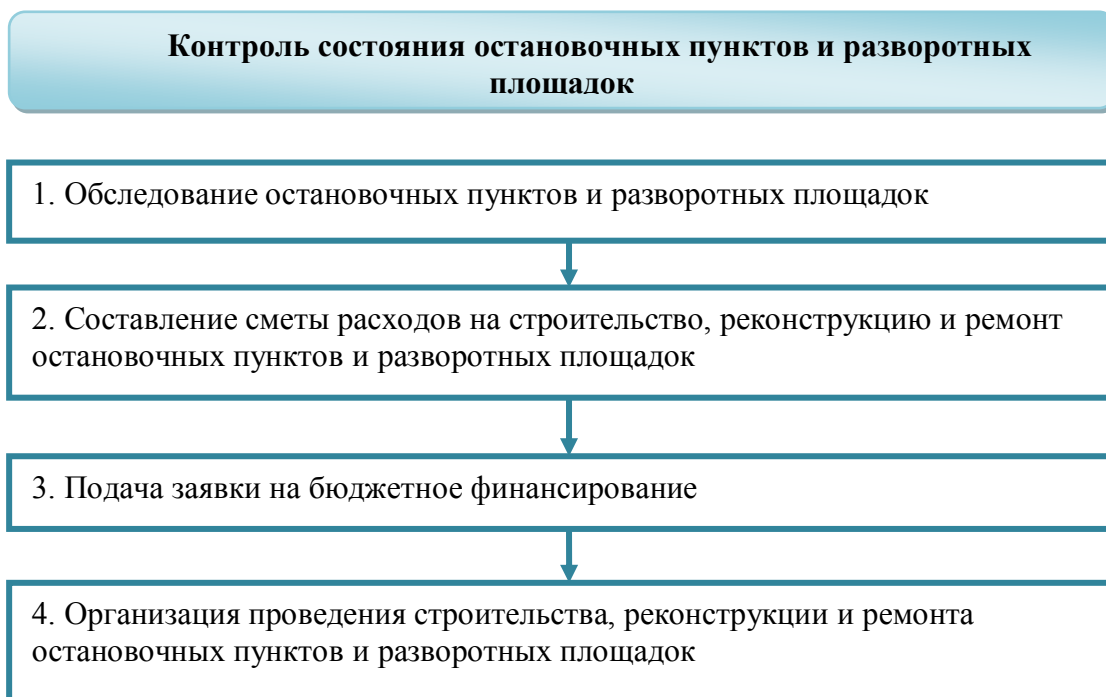 Контроль состояния остановочных пунктов и разворотных
площадок
1. Обследование остановочных пунктов и разворотных площадок
2. Составление сметы расходов на строительство, реконструкцию и ремонт
остановочных пунктов и разворотных площадок
3. Подача заявки на бюджетное финансирование
4. Организация проведения строительства, реконструкции и ремонта
остановочных пунктов и разворотных площадок